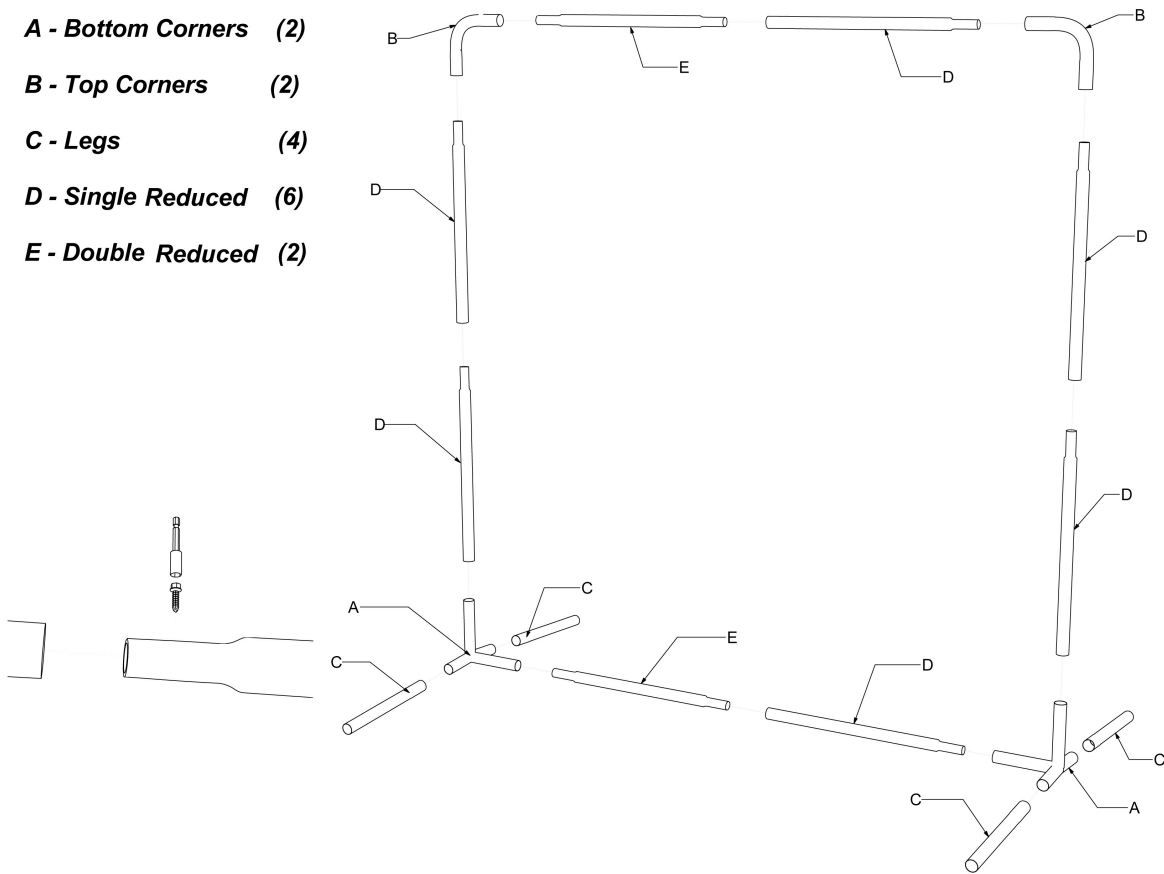 A - Bottom Corners (2)
B - Top Corners (2)
C - Legs (4)
D - Single Reduced (6)
E - Double Reduced (2)
B
E
D
B
D
D
D
D
A
C
C
E
D
C
C
A